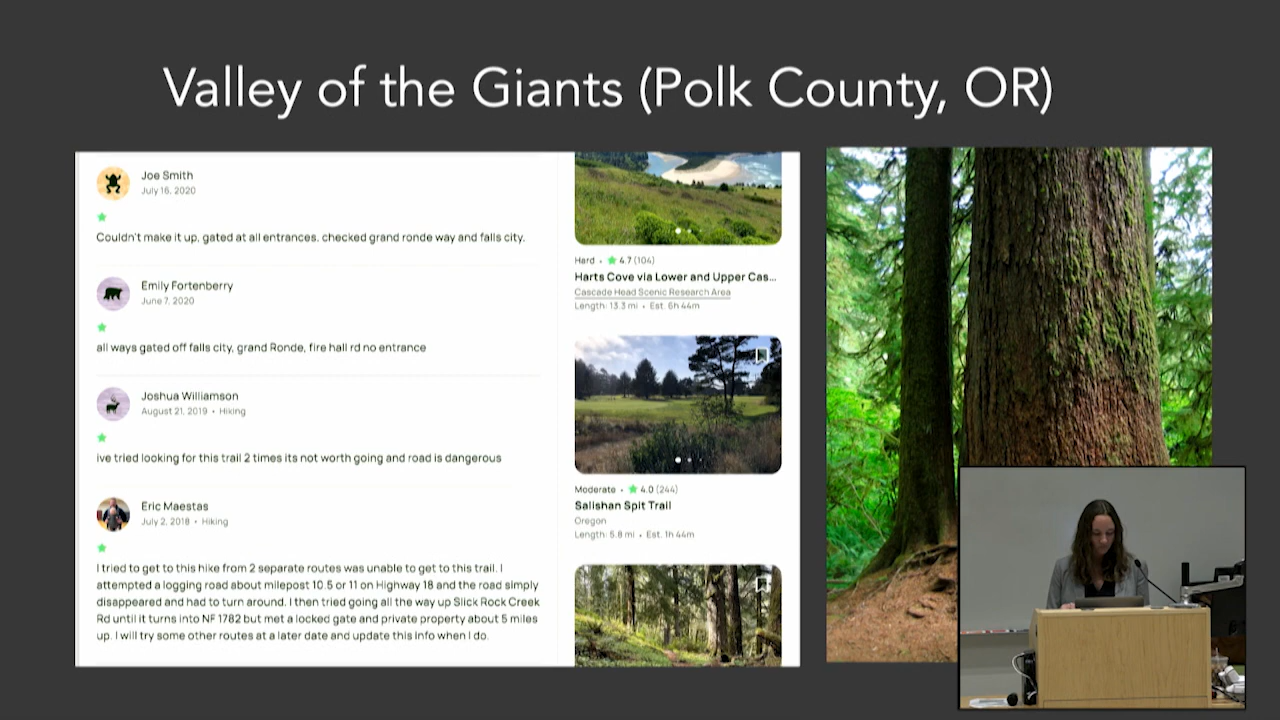 Valley of the Giants (Polk County, OR)
Joe Smith
July 16, 2020
Couldn't make it up, gated at all entrances, checked grand ronde way and falls city.
Emily Fortenberry
June 7, 2020
all ways gated off falls city, grand Ronde, fire hall rd no entrance
Joshua Williamson
August 21, 2019 • Hiking
ive tried looking for this trail 2 times its not worth going and road is dangerous
Eric Maestas
July 2, 2018 • Hiking
I tried to get to this hike from 2 separate routes was unable to get to this trail. I
attempted a logging road about milepost 10.5 or 11 on Highway 18 and the road simply
disappeared and had to turn around. I then tried going all the way up Slick Rock Creek
Rd until it turns into NF 1782 but met a locked gate and private property about 5 miles
up. I will try some other routes at a later date and update this info when I do.
Hard • 4.7 (104)
Harts Cove via Lower and Upper Cas...
Cascade Head Scenic Research Area
Length: 13.3 mi • Est. 6h 44m
Moderate • 4.0 (244)
Salishan Spit Trail
Oregon
Length: 5.8 mi • Est. 1h 44m